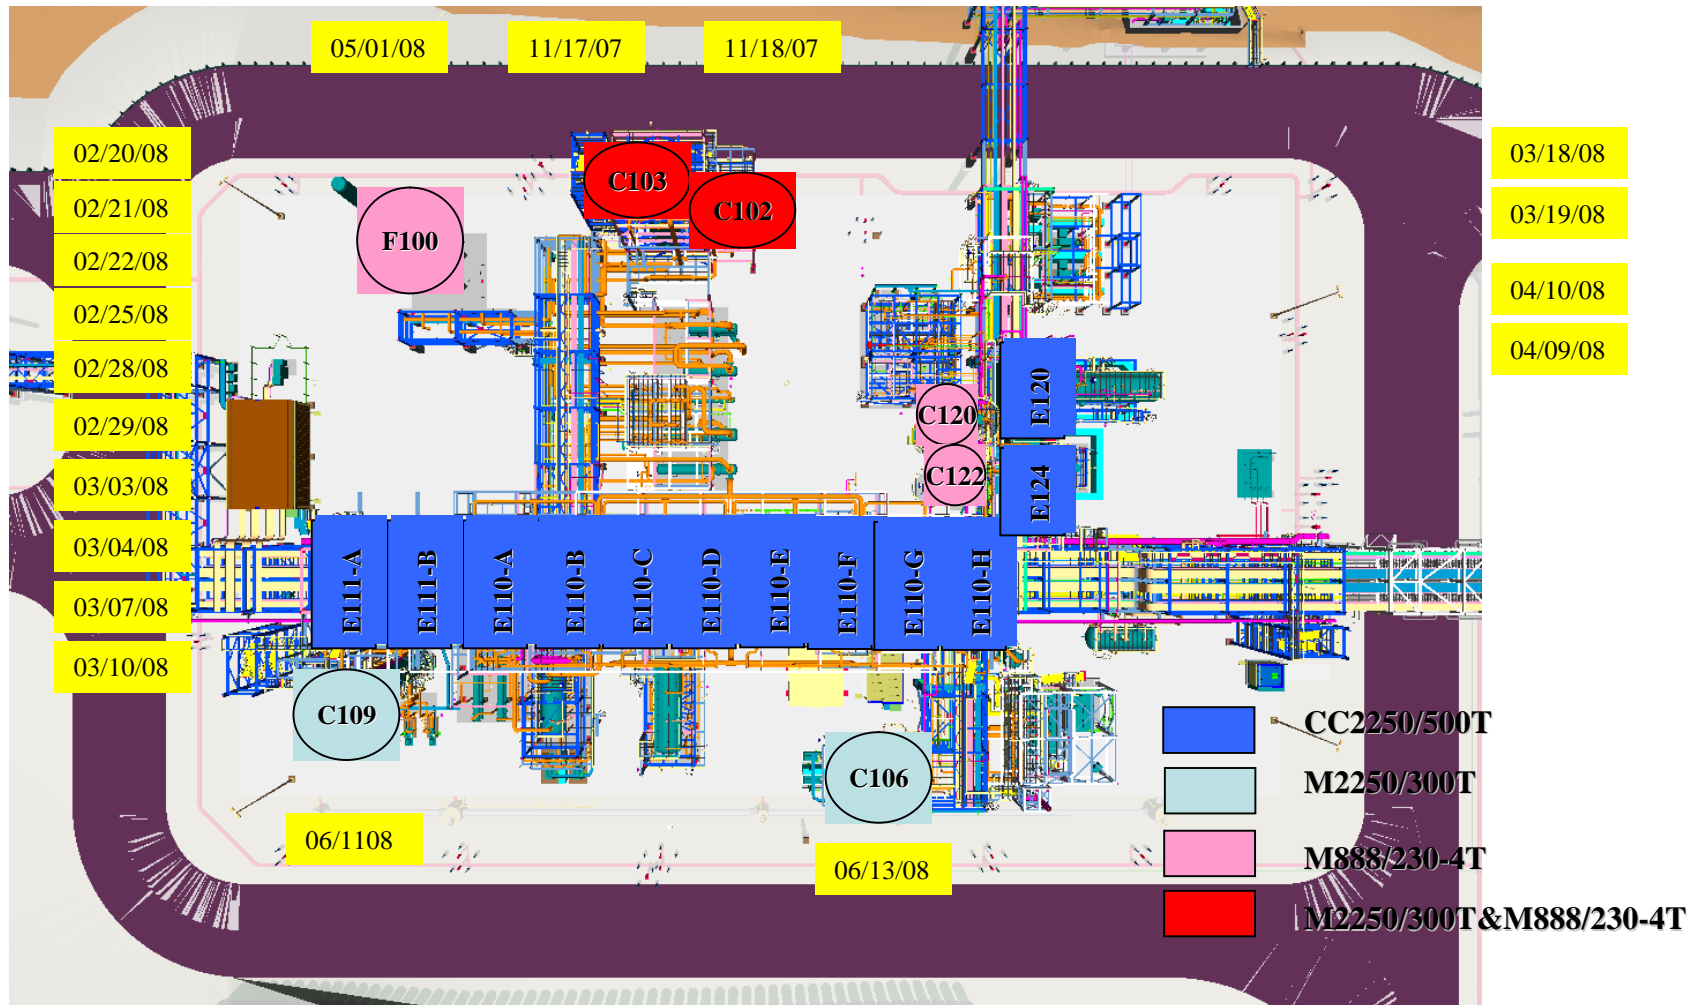 05/01/08
11/17/07
11/18/07
02/20/08
02/21/08
02/22/08
02/25/08
02/28/08
02/29/08
03/03/08
03/04/08
03/07/08
03/10/08
03/18/08
03/19/08
04/10/08
04/09/08
C103
C102
F100
C120
C122
E120
E124
E111-A
E111-B
E110-A
E110-B
E110-C
E110-D
E110-E
E110-F
E110-G
E110-H
C109
C106
06/1108
06/13/08
CC2250/500T
M2250/300T
M888/230-4T
M2250/300T&M888/230-4T